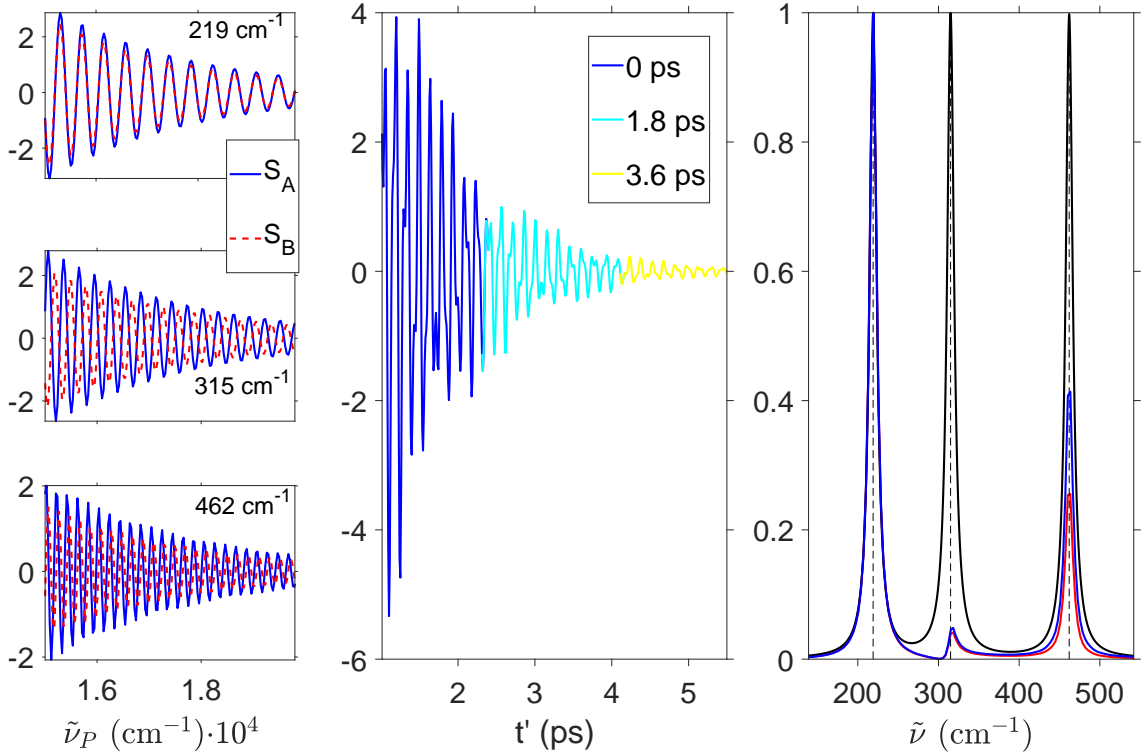 219 cm-1
2
0
-2
S_A
S_B
2
0
-2
315 cm-1
2
0
-2
462 cm-1
1.6
1.8
ν̃_P (cm−1)·10^4
4
2
0
-2
-4
-6
0 ps
1.8 ps
3.6 ps
2
3
4
5
t' (ps)
1
0.8
0.6
0.4
0.2
0
200
300
400
500
ν̃ (cm−1)